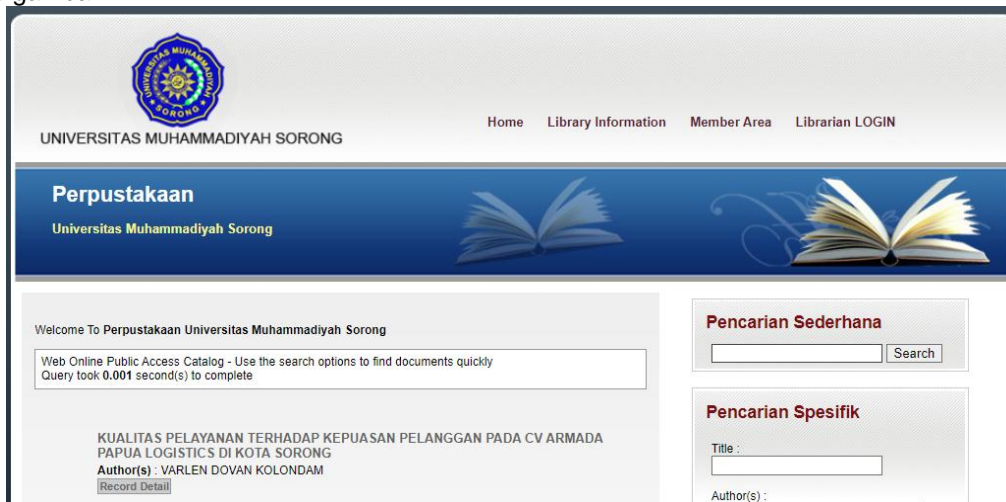 UNIVERSITAS MUHAMMADIYAH
SORONG
UNIVERSITAS MUHAMMADIYAH SORONG
Home Library Information Member Area Librarian LOGIN
Perpustakaan
Universitas Muhammadiyah Sorong
Welcome To Perpustakaan Universitas Muhammadiyah Sorong
Web Online Public Access Catalog - Use the search options to find documents quickly
Query took 0.001 second(s) to complete
KUALITAS PELAYANAN TERHADAP KEPUASAN PELANGGAN PADA CV ARMADA
PAPUA LOGISTICS DI KOTA SORONG
Author(s) : VARLEN DOVAN KOLONDAM
Record Detail
Pencarian Sederhana
Search
Pencarian Spesifik
Title :
Author(s) :